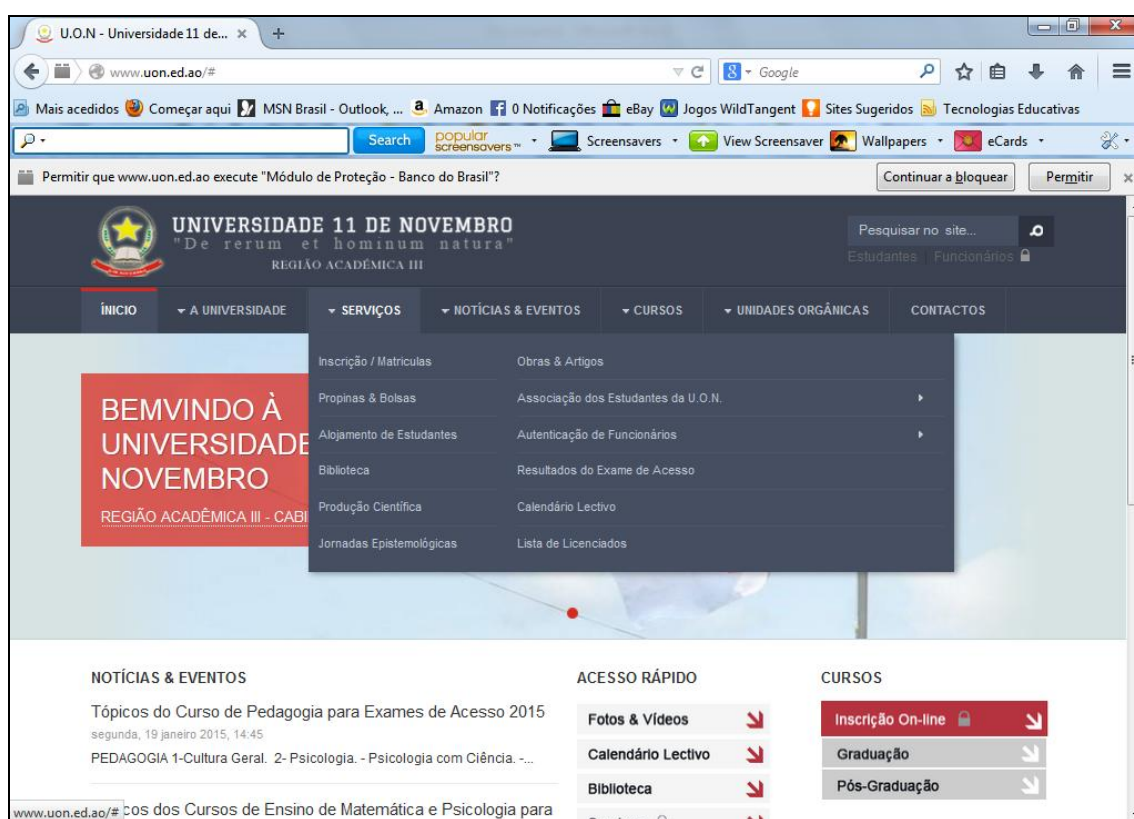 U.O.N - Universidade 11 de...
www.uon.ed.ao/#
Google
Mais acedidos Começar aqui MSN Brasil - Outlook, ... Amazon 0 Notificações eBay Jogos WildTangent Sites Sugeridos Tecnologias Educativas
Search popular screensavers™ Screensavers View Screensaver Wallpapers eCards
Permitir que www.uon.ed.ao execute "Módulo de Proteção - Banco do Brasil"? Continuar a bloquear Permitir
UNIVERSIDADE 11 DE NOVEMBRO
"De rerum et hominum natura"
REGIÃO ACADÉMICA III
Pesquisar no site...
Estudantes | Funcionários
ÍNICIO A UNIVERSIDADE SERVIÇOS NOTÍCIAS & EVENTOS CURSOS UNIDADES ORGÂNICAS CONTACTOS
Inscrição / Matriculas Obras & Artigos
Propinas & Bolsas Associação dos Estudantes da U.O.N.
Alojamento de Estudantes Autenticação de Funcionários
Biblioteca Resultados do Exame de Acesso
Produção Científica Calendário Lectivo
Jornadas Epistemológicas Lista de Licenciados
BEMVINDO À
UNIVERSIDADE
NOVEMBRO
REGIÃO ACADÊMICA III - CABI
NOTÍCIAS & EVENTOS
Tópicos do Curso de Pedagogia para Exames de Acesso 2015
segunda, 19 janeiro 2015, 14:45
PEDAGOGIA 1-Cultura Geral. 2- Psicologia. - Psicologia com Ciência. -...
cos dos Cursos de Ensino de Matemática e Psicologia para
ACESSO RÁPIDO
Fotos & Vídeos
Calendário Lectivo
Biblioteca
CURSOS
Inscrição On-line
Graduação
Pós-Graduação
www.uon.ed.ao/#